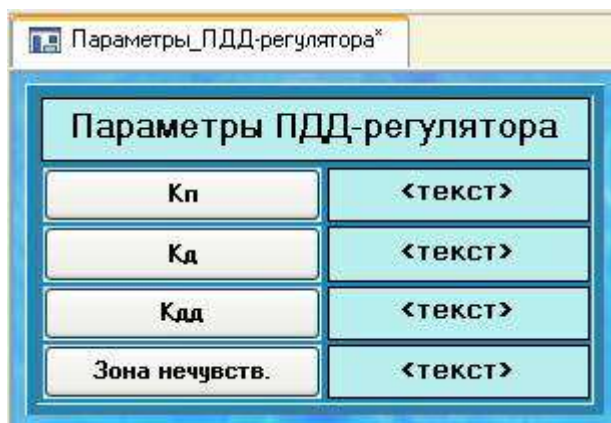 Параметры_ПДД-регулятора*
Параметры ПДД-регулятора
Кп <текст>
Кд <текст>
Кдд <текст>
Зона нечувств. <текст>